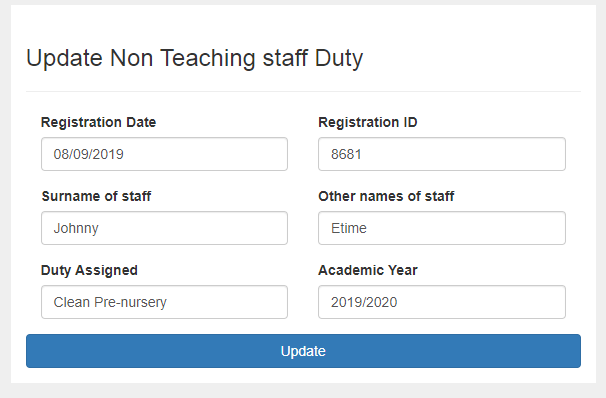 Update Non Teaching staff Duty
Registration Date
Registration ID
08/09/2019
8681
Surname of staff
Other names of staff
Johnny
Etime
Duty Assigned
Academic Year
Clean Pre-nursery
2019/2020
Update